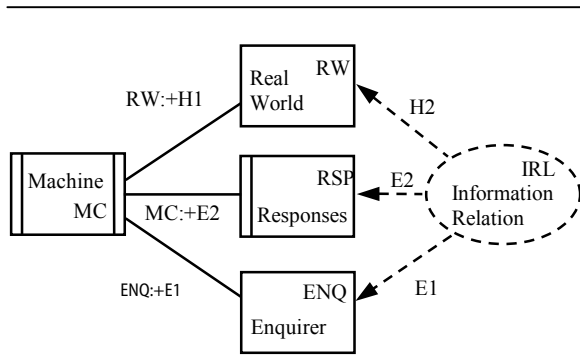 Real
World
RW
RW:+H1
H2
Machine
MC
MC:+E2
RSP
Responses
E2
IRL
Information
Relation
ENQ:+E1
ENQ
Enquirer
E1